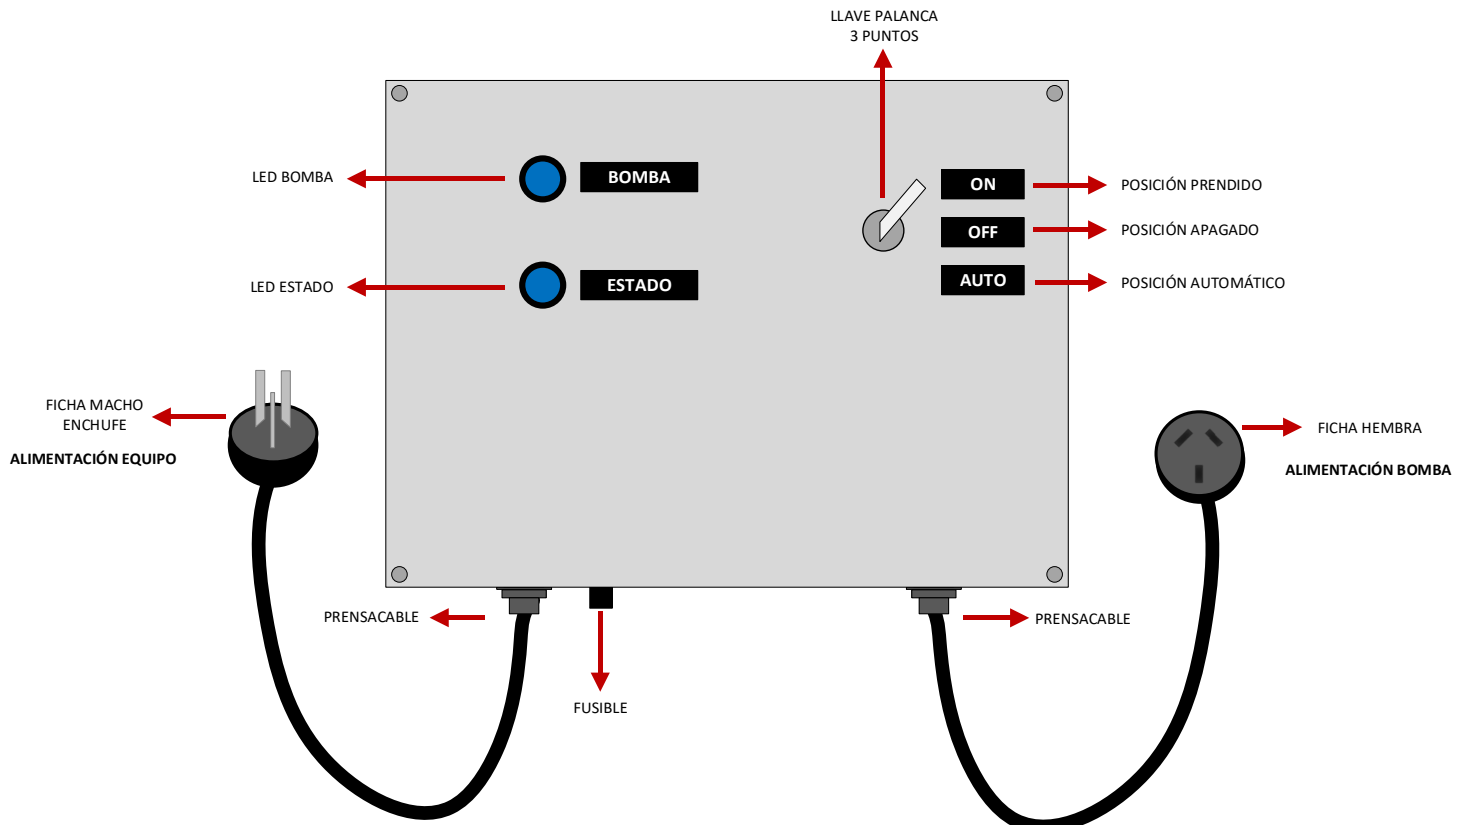 LLAVE PALANCA
3 PUNTOS
LED BOMBA
BOMBA
ON
POSICIÓN PRENDIDO
OFF
POSICIÓN APAGADO
LED ESTADO
ESTADO
AUTO
POSICIÓN AUTOMÁTICO
FICHA MACHO
ENCHUFE
ALIMENTACIÓN EQUIPO
FICHA HEMBRA
ALIMENTACIÓN BOMBA
PRENSACABLE
PRENSACABLE
FUSIBLE